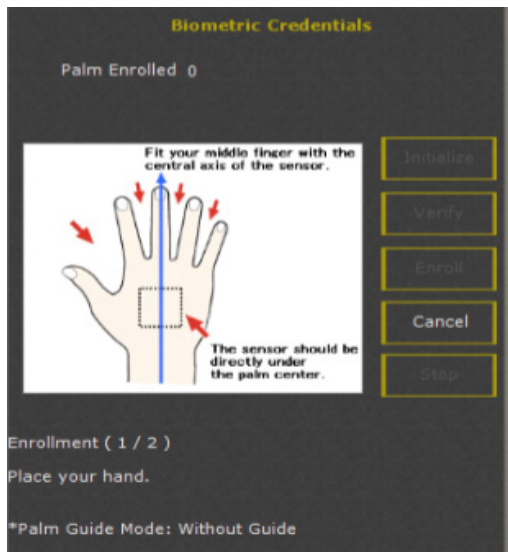 Biometric Credentials
Palm Enrolled 0
Fit your middle finger with the
central axis of the sensor.
Initialize
Verify
Enroll
Cancel
The sensor should be
directly under
the palm center.
Stop
Enrollment ( 1 / 2 )
Place your hand.
*Palm Guide Mode: Without Guide